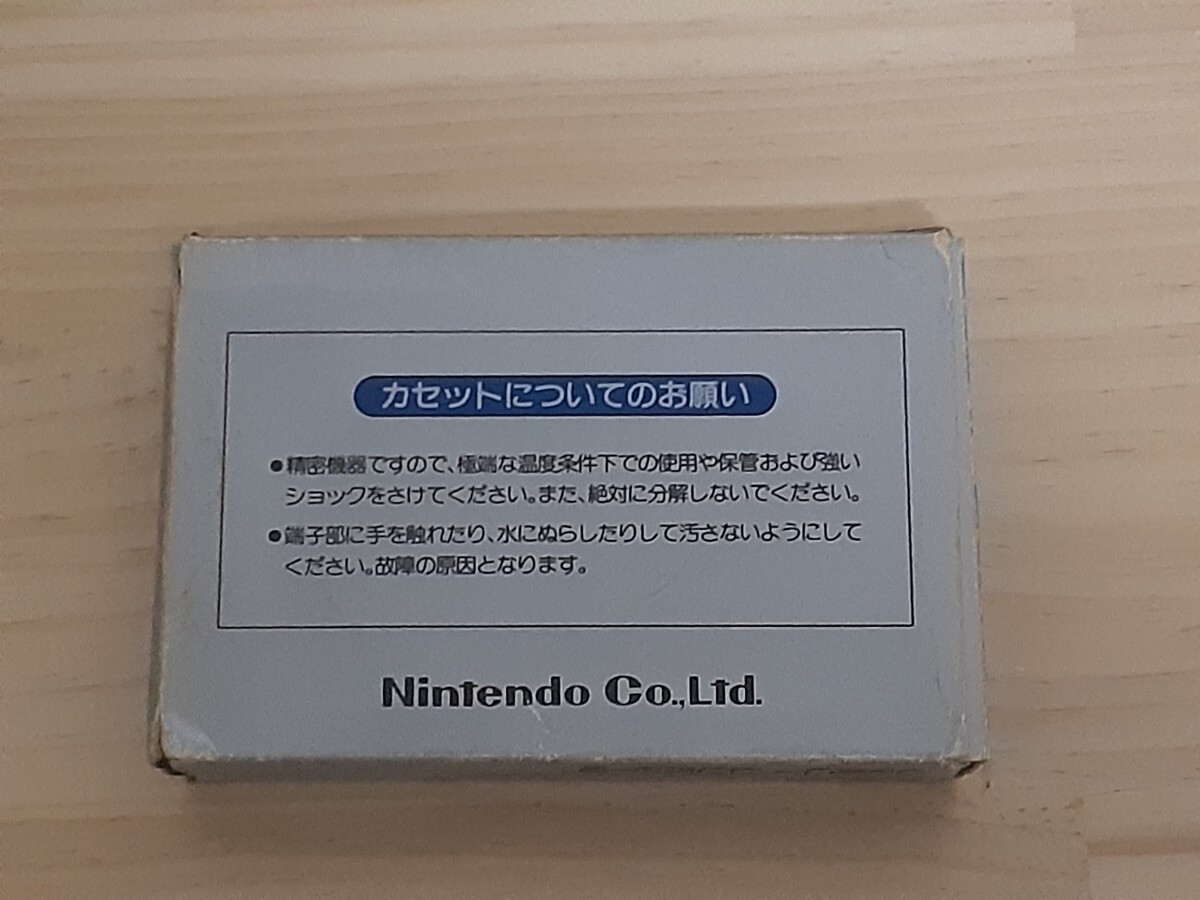 カセットについてのお願い
●精密機器ですので、極端な温度条件下での使用や保管および強い
ショックをさけてください。また、絶対に分解しないでください。
●端子部に手を触れたり、水にぬらしたりして汚さないようにして
ください。故障の原因となります。
Nintendo Co.,Ltd.